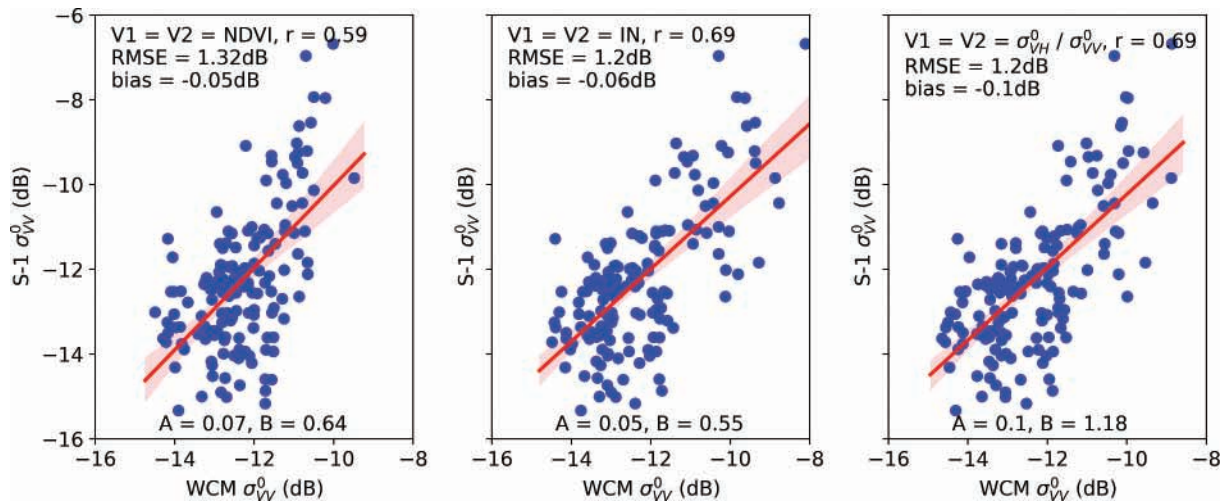 V1 = V2 = NDVI, r = 0.59
RMSE = 1.32dB
bias = -0.05dB
A = 0.07, B = 0.64
−6
−8
−10
−12
−14
−16
S-1 σ⁰VV (dB)
−16 −14 −12 −10 −8
WCM σ⁰VV (dB)
V1 = V2 = IN, r = 0.69
RMSE = 1.2dB
bias = -0.06dB
A = 0.05, B = 0.55
S-1 σ⁰VV (dB)
−16 −14 −12 −10 −8
WCM σ⁰VV (dB)
V1 = V2 = σ⁰VH / σ⁰VV, r = 0.69
RMSE = 1.2dB
bias = -0.1dB
A = 0.1, B = 1.18
S-1 σ⁰VV (dB)
−16 −14 −12 −10 −8
WCM σ⁰VV (dB)